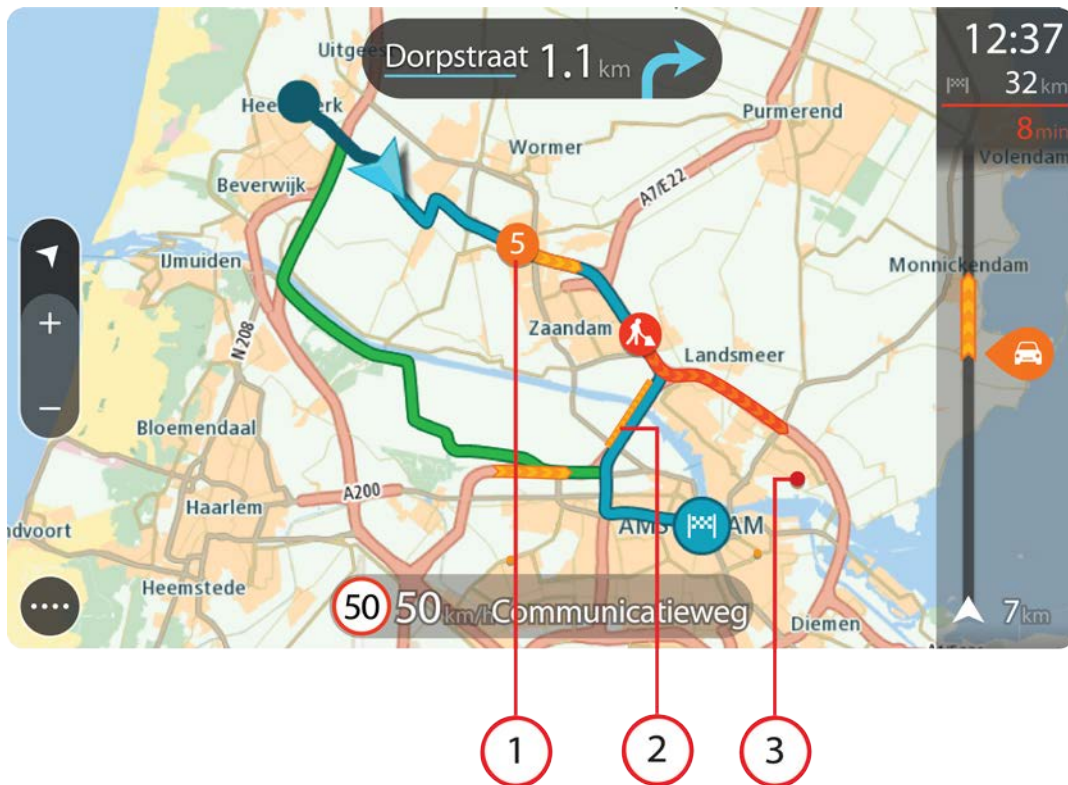 12:37
Dorpstraat 1.1 km
32 km
8 min
Purmerend
Wormer
Volendam
A7/E22
Beverwijk
5
IJmuiden
Monnickendam
+
N 208
Zaandam
Landsmeer
−
Bloemendaal
A200
Haarlem
ndvoort
Heemstede
50 50 km/h Communicatieweg
Diemen
7 km
1 2 3